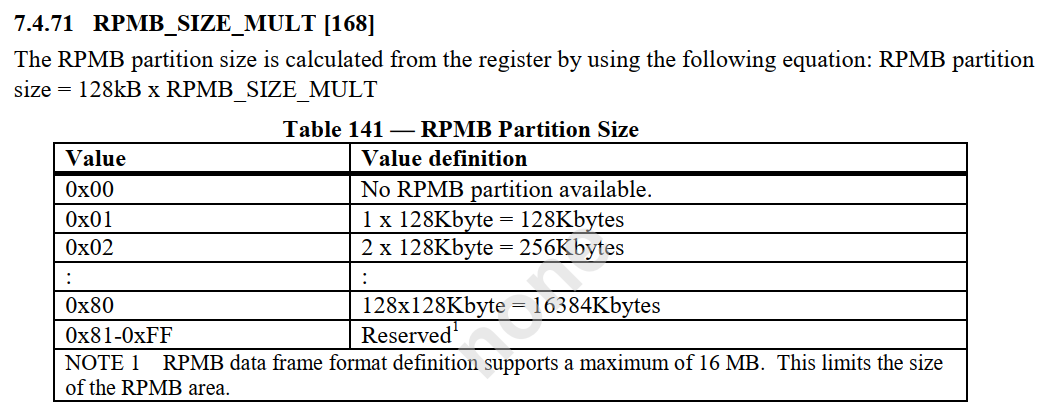 7.4.71 RPMB_SIZE_MULT [168]
The RPMB partition size is calculated from the register by using the following equation: RPMB partition
size = 128kB x RPMB_SIZE_MULT
Table 141 — RPMB Partition Size
Value Value definition
0x00 No RPMB partition available.
0x01 1 x 128Kbyte = 128Kbytes
0x02 2 x 128Kbyte = 256Kbytes
: :
0x80 128x128Kbyte = 16384Kbytes
0x81-0xFF Reserved1
NOTE 1 RPMB data frame format definition supports a maximum of 16 MB. This limits the size
of the RPMB area.
none